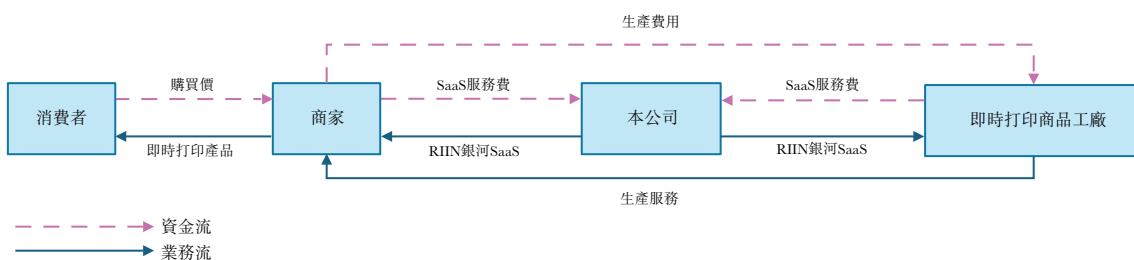 生產費用
購買價
SaaS服務費
SaaS服務費
消費者
商家
本公司
即時打印商品工廠
即時打印產品
RIIN銀河SaaS
RIIN銀河SaaS
生產服務
資金流
業務流